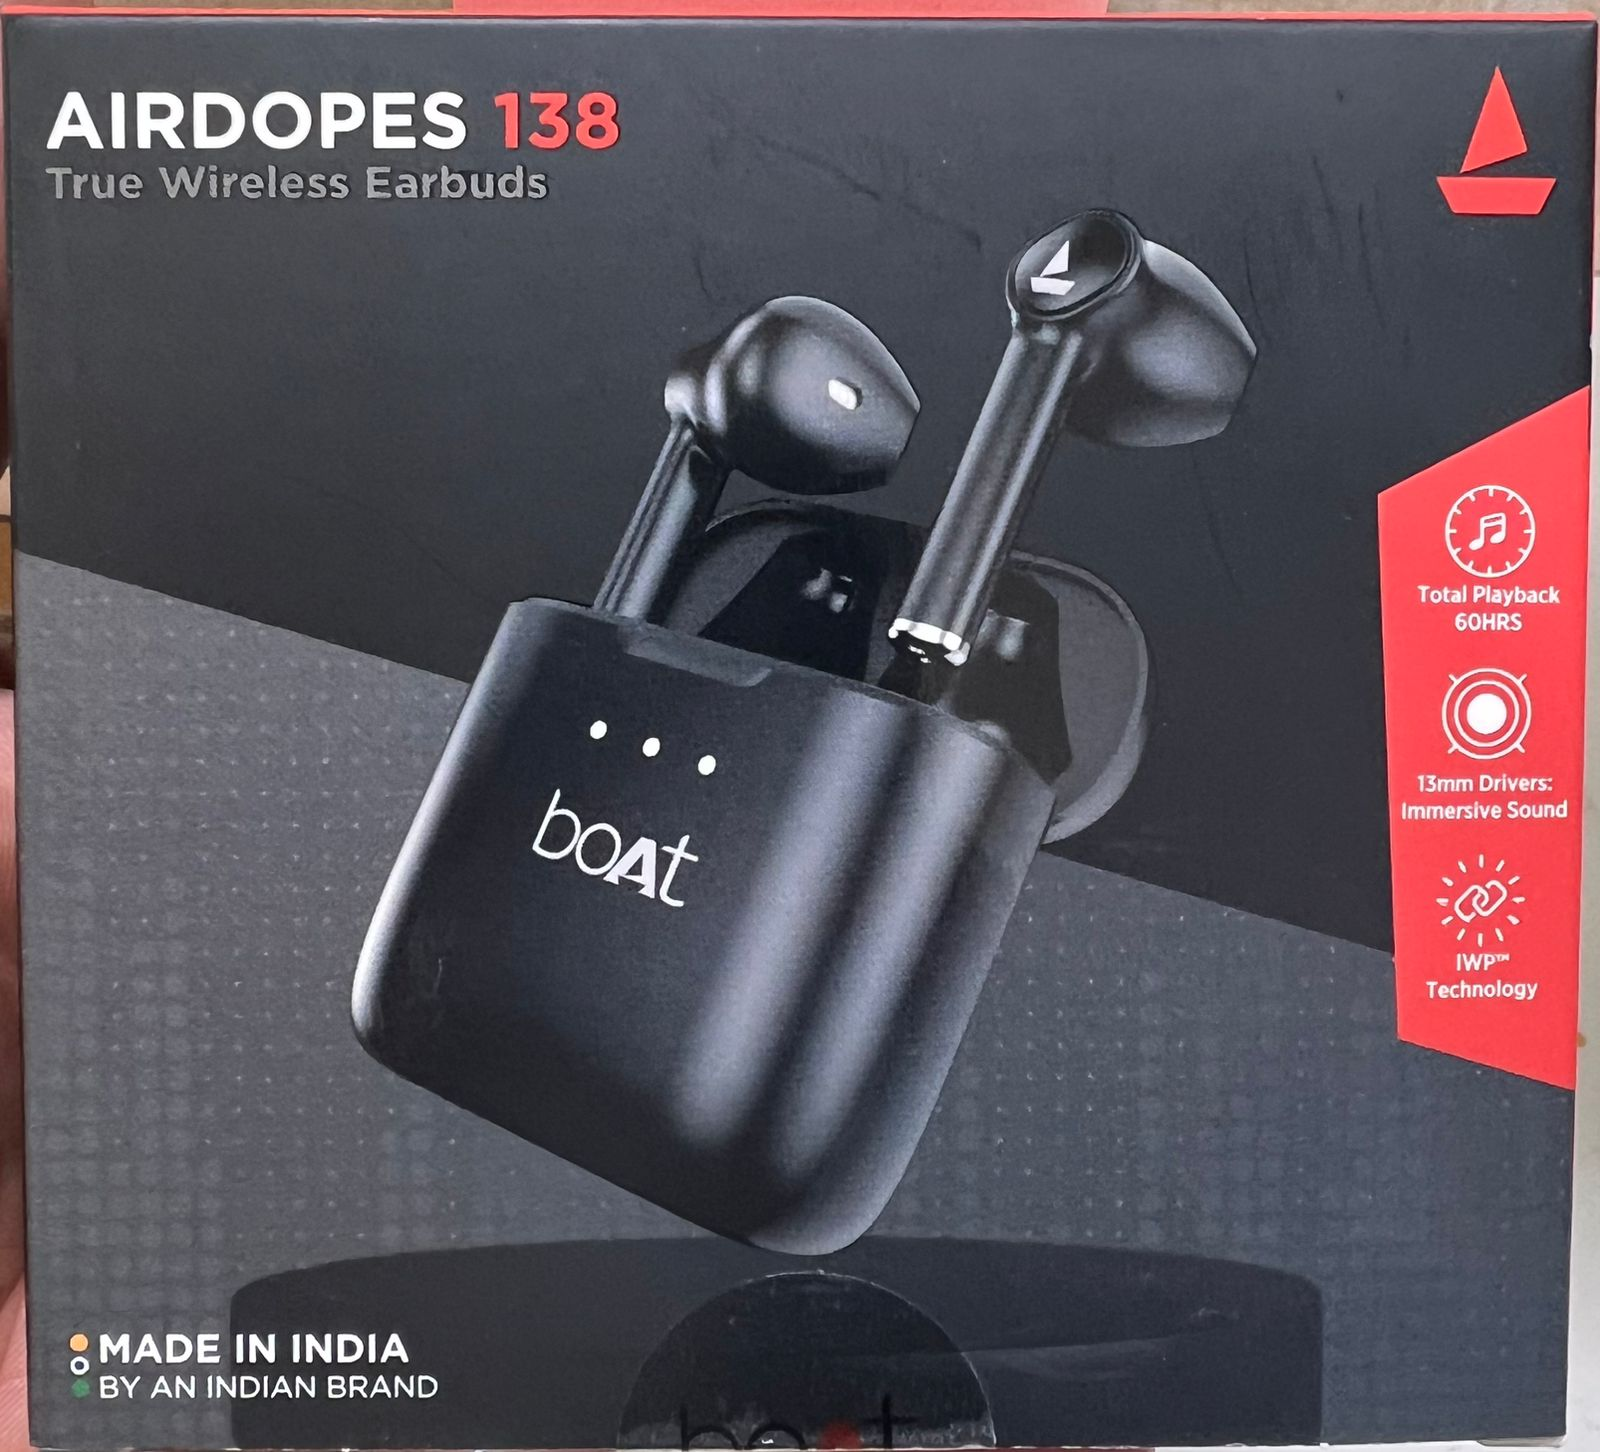 AIRDOPES 138
True Wireless Earbuds
Total Playback
60HRS
13mm Drivers:
Immersive Sound
IWP™
Technology
boAt
MADE IN INDIA
BY AN INDIAN BRAND